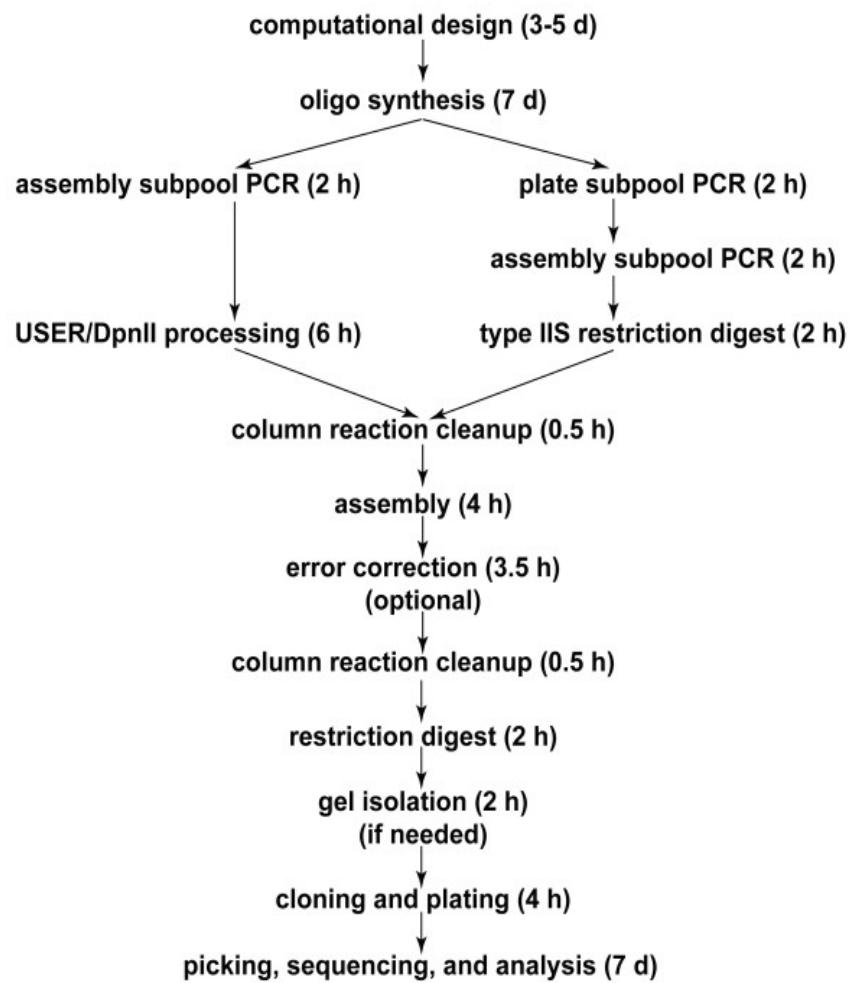 computational design (3-5 d)
oligo synthesis (7 d)
assembly subpool PCR (2 h)
plate subpool PCR (2 h)
assembly subpool PCR (2 h)
USER/DpnII processing (6 h)
type IIS restriction digest (2 h)
column reaction cleanup (0.5 h)
assembly (4 h)
error correction (3.5 h)
(optional)
column reaction cleanup (0.5 h)
restriction digest (2 h)
gel isolation (2 h)
(if needed)
cloning and plating (4 h)
picking, sequencing, and analysis (7 d)